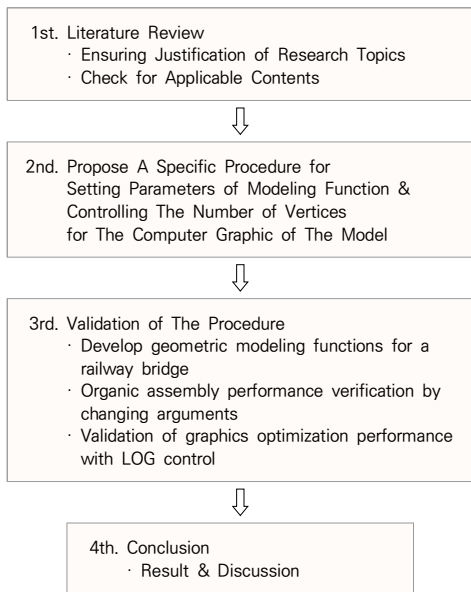 1st. Literature Review
· Ensuring Justification of Research Topics
· Check for Applicable Contents
2nd. Propose A Specific Procedure for
Setting Parameters of Modeling Function &
Controlling The Number of Vertices
for The Computer Graphic of The Model
3rd. Validation of The Procedure
· Develop geometric modeling functions for a
railway bridge
· Organic assembly performance verification by
changing arguments
· Validation of graphics optimization performance
with LOG control
4th. Conclusion
· Result & Discussion